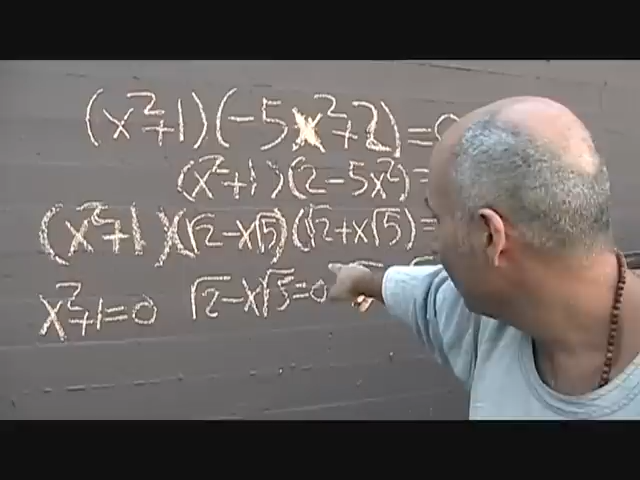 (x²+1)(-5x²+2)=0
(x²+1)(2-5x²)=
(x²+1)(√2-x√5)(√2+x√5)=
x²+1=0 √2-x√5=0